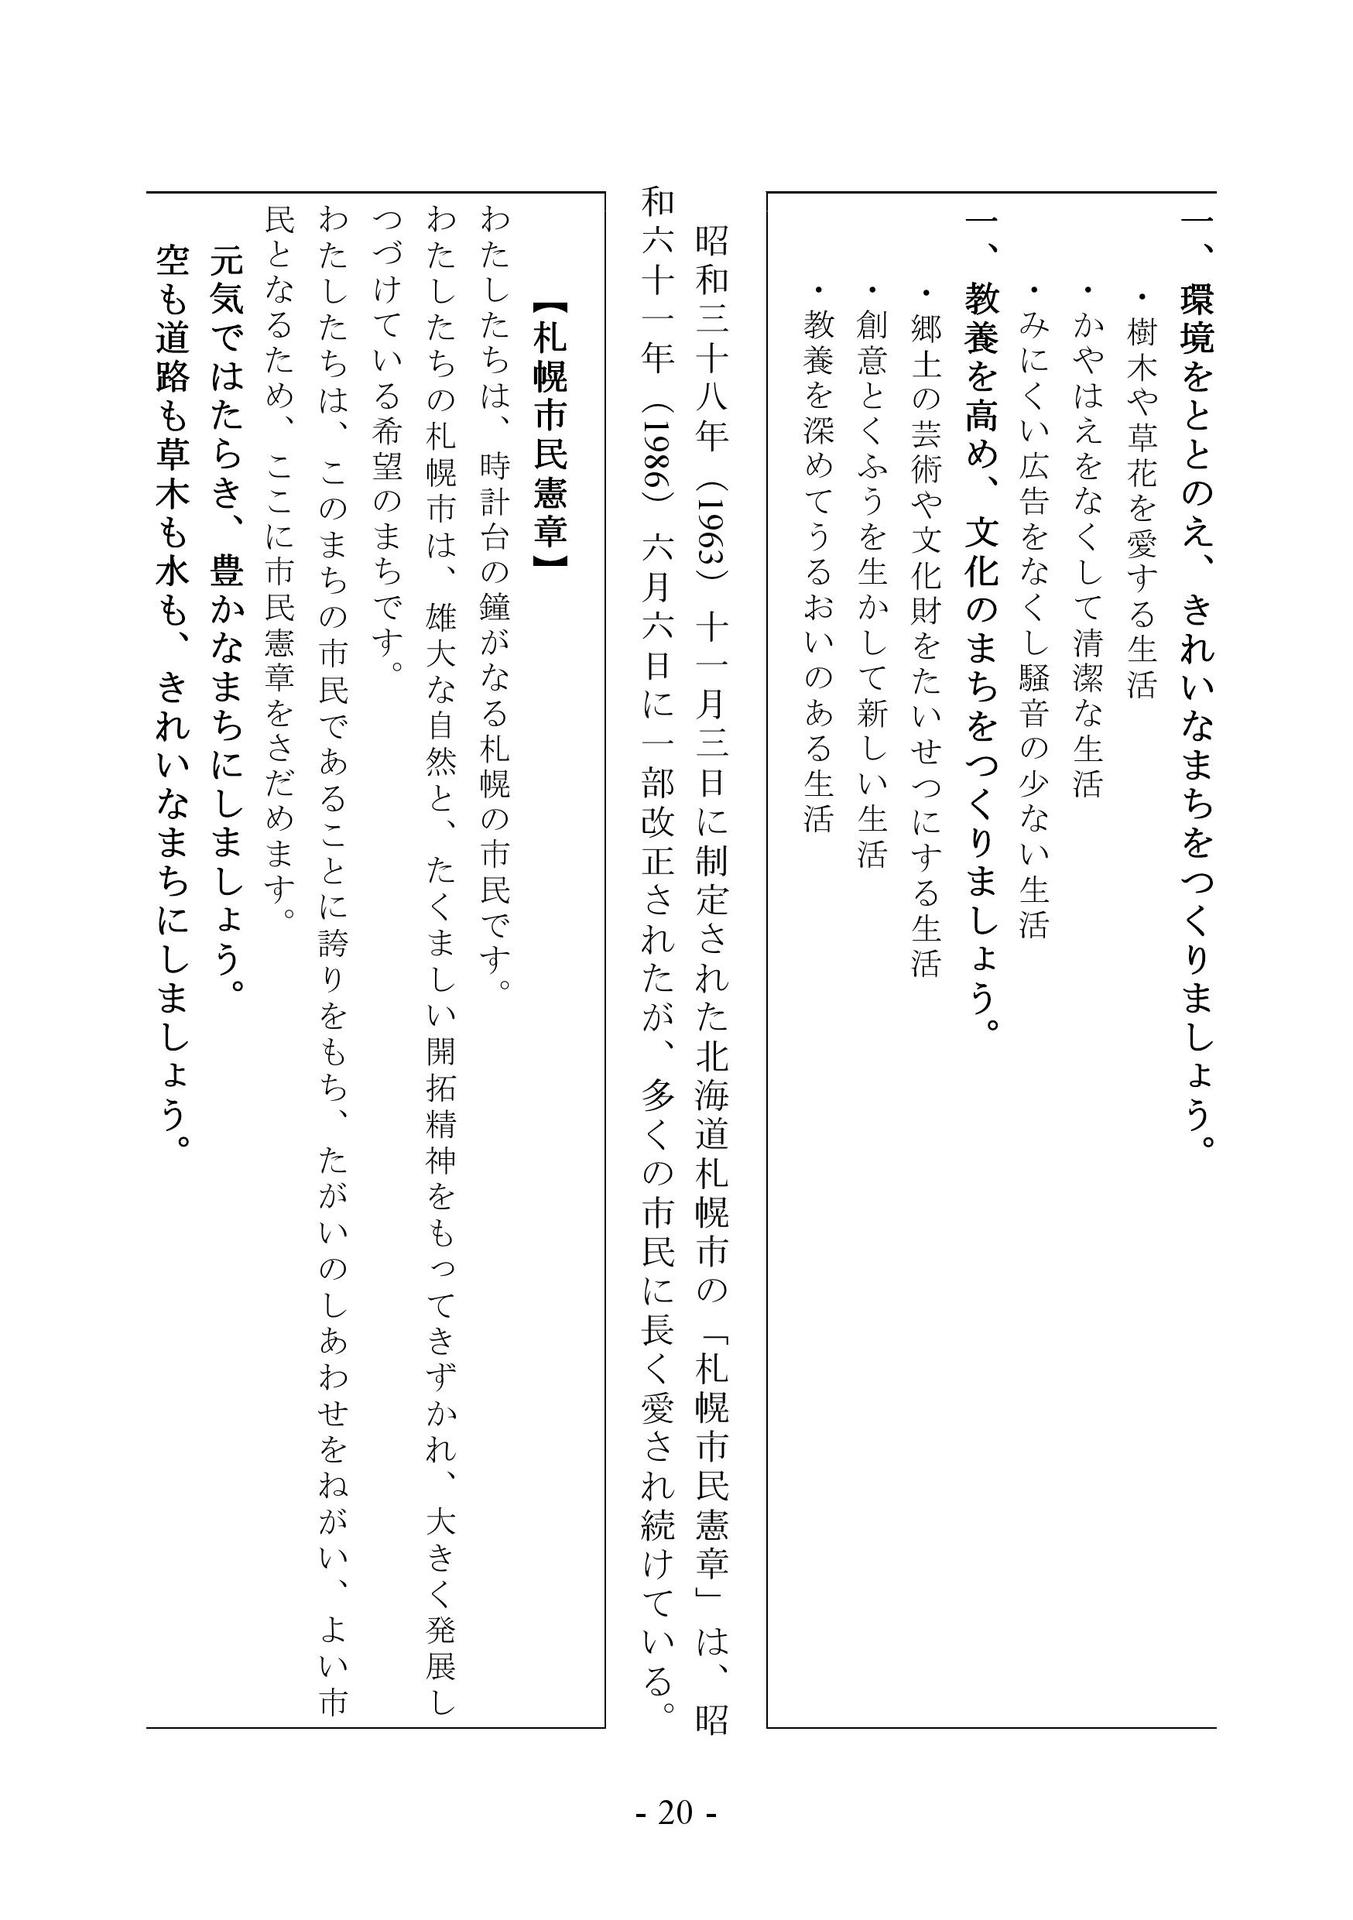 一、環境をととのえ、きれいなまちをつくりましょう。
・樹木や草花を愛する生活
・かやはえをなくして清潔な生活
・みにくい広告をなくし騒音の少ない生活
一、教養を高め、文化のまちをつくりましょう。
・郷土の芸術や文化財をたいせつにする生活
・創意とくふうを生かして新しい生活
・教養を深めてうるおいのある生活
昭和三十八年（1963）十一月三日に制定された北海道札幌市の「札幌市民憲章」は、昭
和六十一年（1986）六月六日に一部改正されたが、多くの市民に長く愛され続けている。
【札幌市民憲章】
わたしたちは、時計台の鐘がなる札幌の市民です。
わたしたちの札幌市は、雄大な自然と、たくましい開拓精神をもってきずかれ、大きく発展し
つづけている希望のまちです。
わたしたちは、このまちの市民であることに誇りをもち、たがいのしあわせをねがい、よい市
民となるため、ここに市民憲章をさだめます。
元気ではたらき、豊かなまちにしましょう。
空も道路も草木も水も、きれいなまちにしましょう。
- 20 -